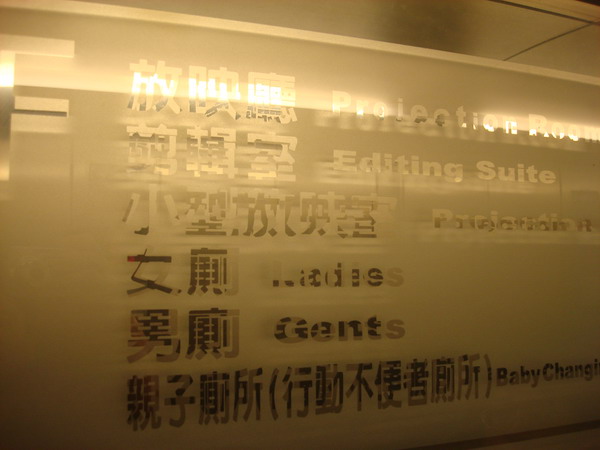 放映廳 Projection Room
剪輯室 Editing Suite
小型放映室 Projection
女廁 Ladies
男廁 Gents
親子廁所(行動不便者廁所) Baby Changi